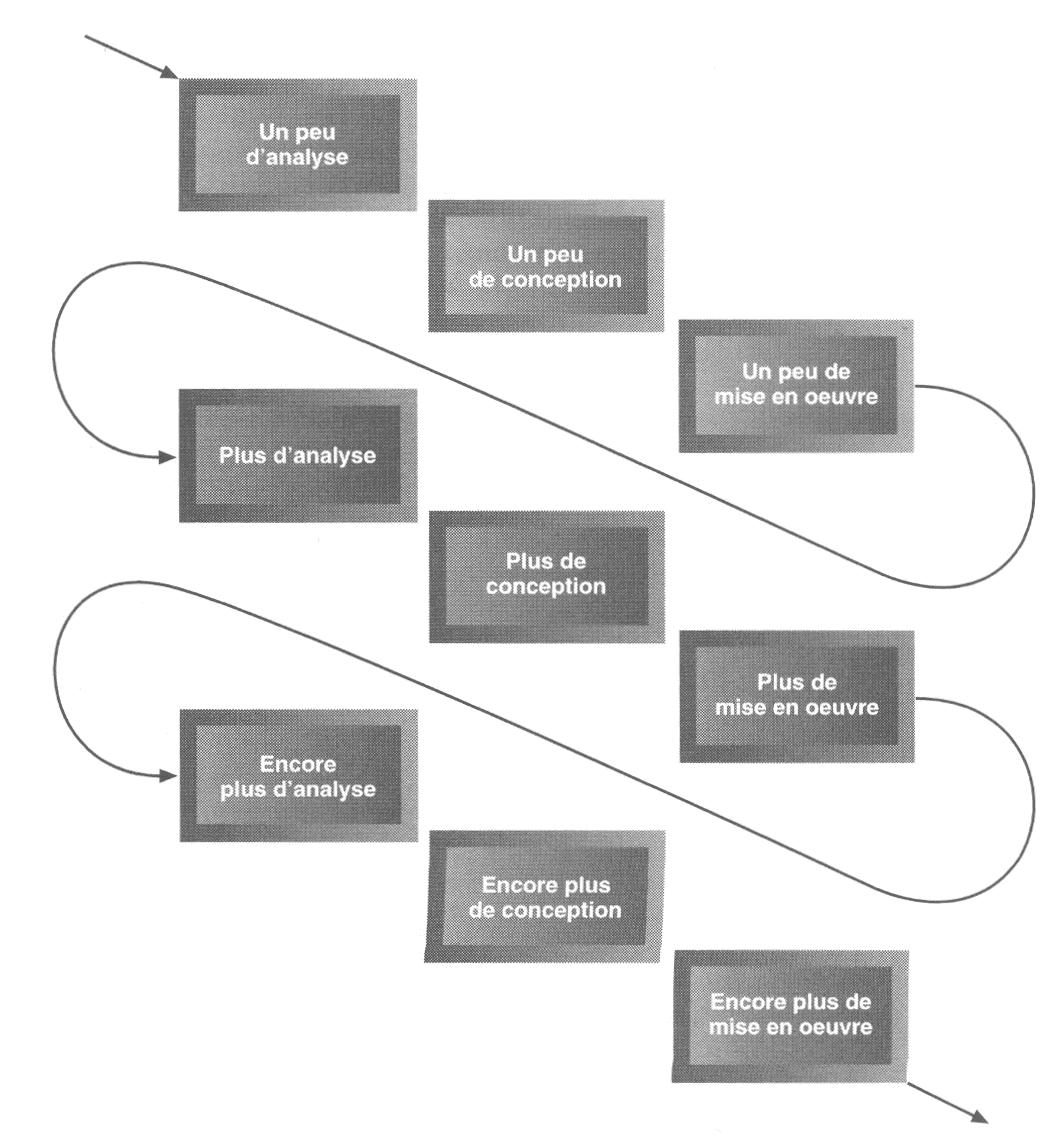 Un peu
d'analyse
Un peu
de conception
Un peu de
mise en oeuvre
Plus d'analyse
Plus de
conception
Plus de
mise en oeuvre
Encore
plus d'analyse
Encore plus
de conception
Encore plus de
mise en oeuvre